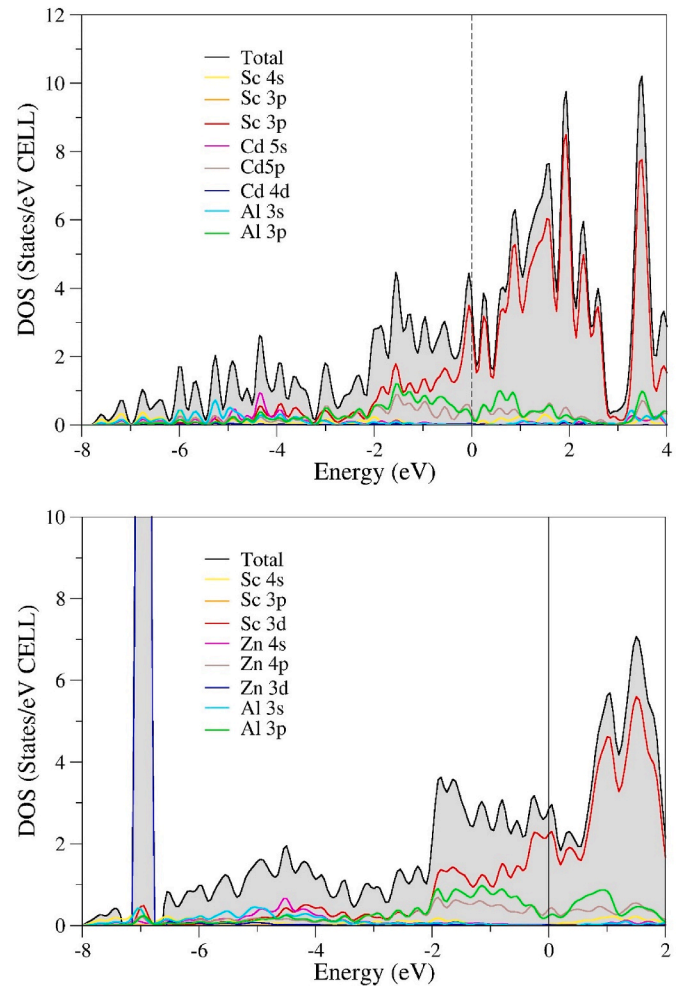 12
10
8
6
4
2
0
DOS (States/eV CELL)
Total
Sc 4s
Sc 3p
Sc 3p
Cd 5s
Cd5p
Cd 4d
Al 3s
Al 3p
-8 -6 -4 -2 0 2 4
Energy (eV)
10
8
6
4
2
0
DOS (States/eV CELL)
Total
Sc 4s
Sc 3p
Sc 3d
Zn 4s
Zn 4p
Zn 3d
Al 3s
Al 3p
-8 -6 -4 -2 0 2
Energy (eV)